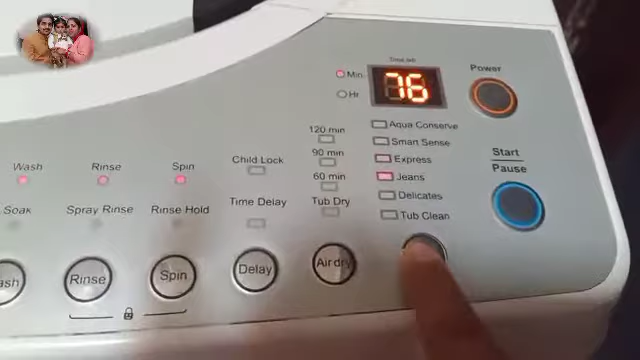 Min
Hr
76
Power
Aqua Conserve
Smart Sense
Express
Jeans
Delicates
Tub Clean
Start
Pause
120 min
90 min
60 min
Tub Dry
Child Lock
Time Delay
Wash
Rinse
Spin
Soak
Spray Rinse
Rinse Hold
Rinse
Spin
Delay
Air dry